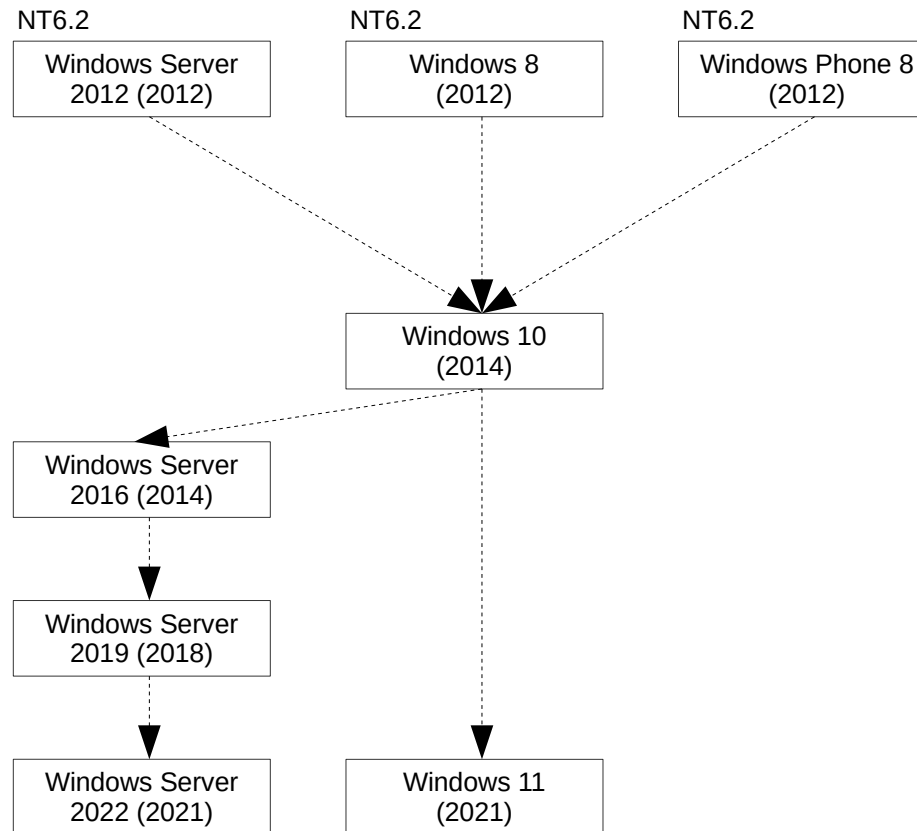 NT6.2
NT6.2
NT6.2
Windows Server
2012 (2012)
Windows 8
(2012)
Windows Phone 8
(2012)
Windows 10
(2014)
Windows Server
2016 (2014)
Windows Server
2019 (2018)
Windows Server
2022 (2021)
Windows 11
(2021)